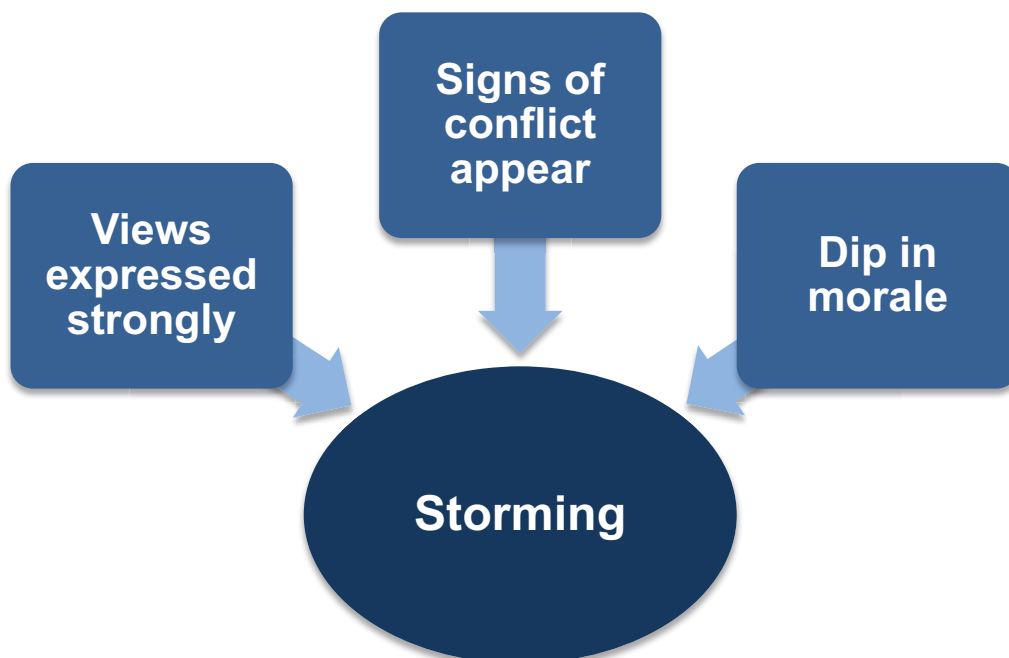 Views
expressed
strongly
Signs of
conflict
appear
Dip in
morale
Storming